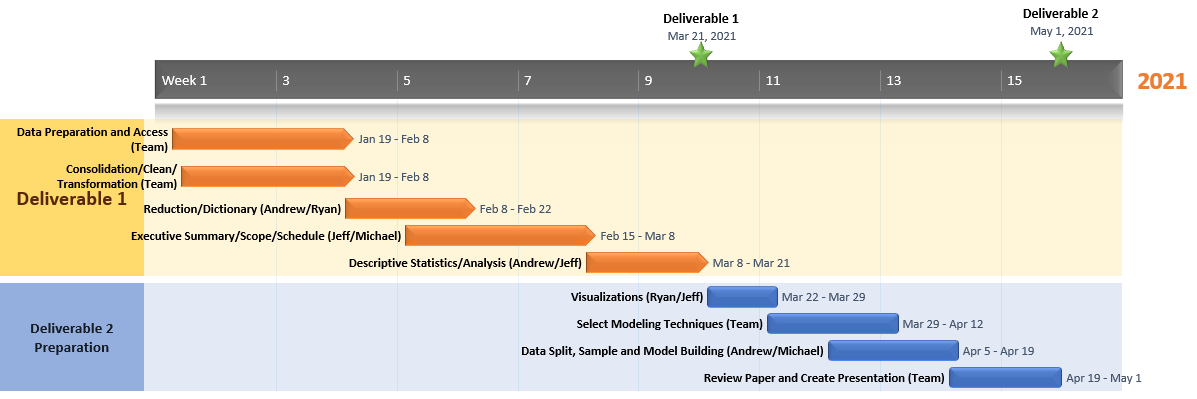 Deliverable 1
Mar 21, 2021
Deliverable 2
May 1, 2021
Week 1 3 5 7 9 11 13 15 2021
Deliverable 1
Data Preparation and Access
(Team)
Jan 19 - Feb 8
Consolidation/Clean/
Transformation (Team)
Jan 19 - Feb 8
Reduction/Dictionary (Andrew/Ryan) Feb 8 - Feb 22
Executive Summary/Scope/Schedule (Jeff/Michael) Feb 15 - Mar 8
Descriptive Statistics/Analysis (Andrew/Jeff) Mar 8 - Mar 21
Deliverable 2
Preparation
Visualizations (Ryan/Jeff) Mar 22 - Mar 29
Select Modeling Techniques (Team) Mar 29 - Apr 12
Data Split, Sample and Model Building (Andrew/Michael) Apr 5 - Apr 19
Review Paper and Create Presentation (Team) Apr 19 - May 1